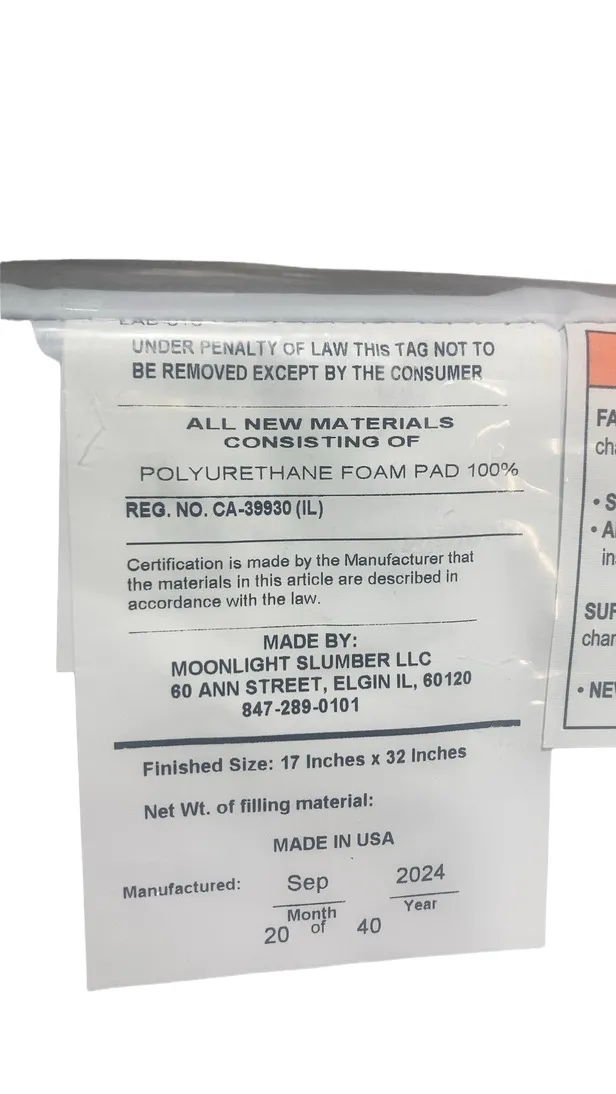 UNDER PENALTY OF LAW THIS TAG NOT TO
BE REMOVED EXCEPT BY THE CONSUMER
ALL NEW MATERIALS
CONSISTING OF
POLYURETHANE FOAM PAD 100%
REG. NO. CA-39930 (IL)
Certification is made by the Manufacturer that
the materials in this article are described in
accordance with the law.
MADE BY:
MOONLIGHT SLUMBER LLC
60 ANN STREET, ELGIN IL, 60120
847-289-0101
Finished Size: 17 Inches x 32 Inches
Net Wt. of filling material:
MADE IN USA
Manufactured: Sep 2024
Month Year
20 of 40